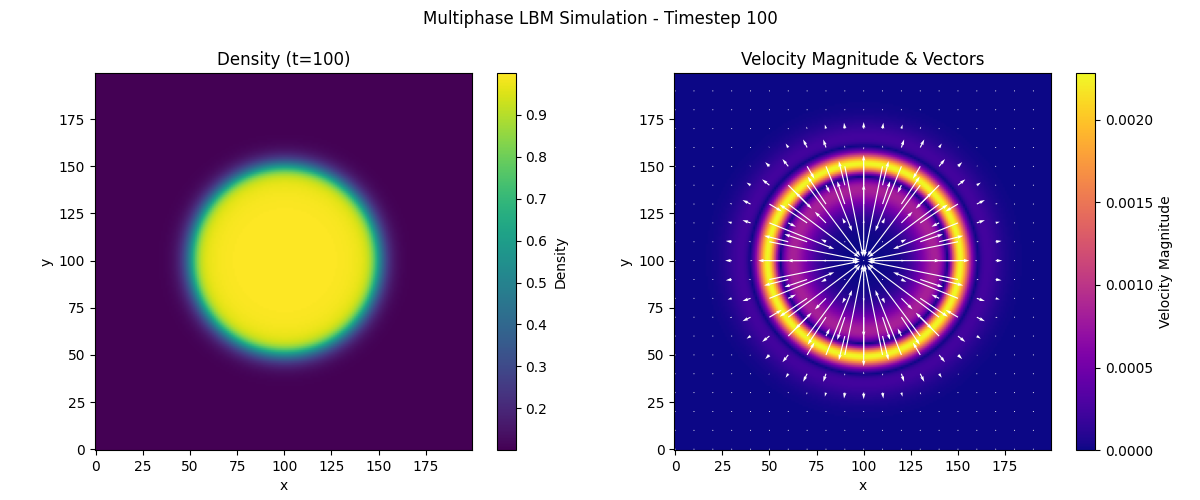 Multiphase LBM Simulation - Timestep 100
Density (t=100)
175
150
125
100
75
50
25
0
y
0 25 50 75 100 125 150 175
x
0.9
0.8
0.7
0.6
0.5
0.4
0.3
0.2
Density
Velocity Magnitude & Vectors
175
150
125
100
75
50
25
0
y
0 25 50 75 100 125 150 175
x
0.0020
0.0015
0.0010
0.0005
0.0000
Velocity Magnitude